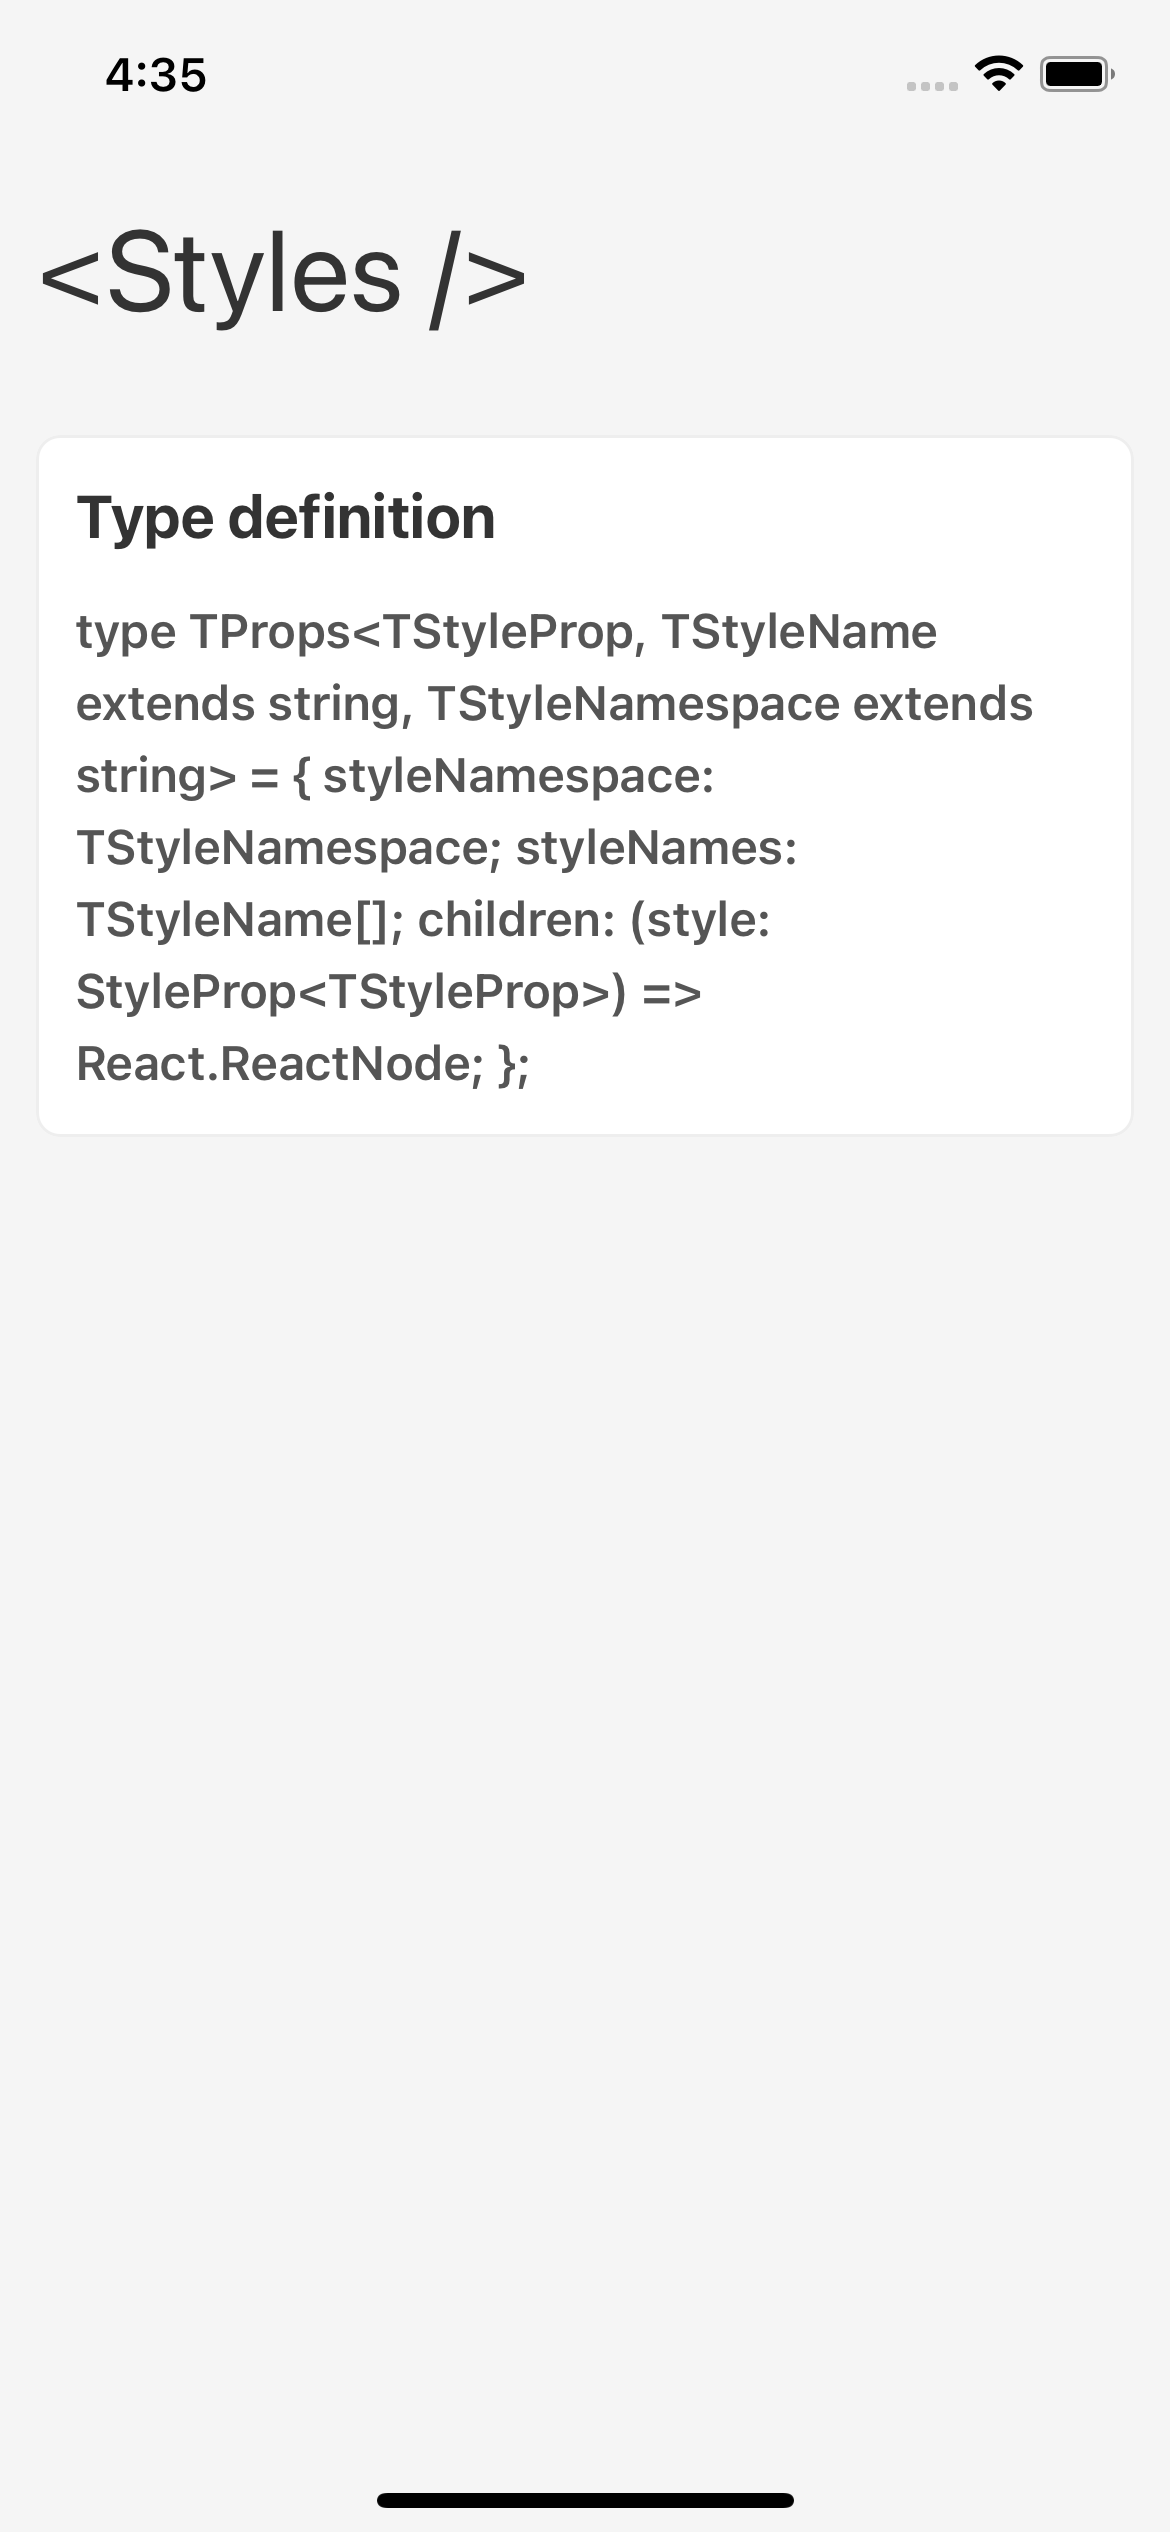 4:35
<Styles />
Type definition
type TProps<TStyleProp, TStyleName
extends string, TStyleNamespace extends
string> = { styleNamespace:
TStyleNamespace; styleNames:
TStyleName[]; children: (style:
StyleProp<TStyleProp>) =>
React.ReactNode; };